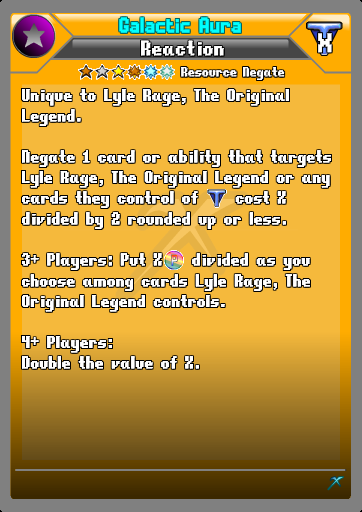 Galactic Aura
X
Reaction
Resource Negate
Unique to Lyle Rage, The Original
Legend.
Negate 1 card or ability that targets
Lyle Rage, The Original Legend or any
cards they control of T cost X
divided by 2 rounded up or less.
3+ Players: Put X P divided as you
choose among cards Lyle Rage, The
Original Legend controls.
4+ Players:
Double the value of X.